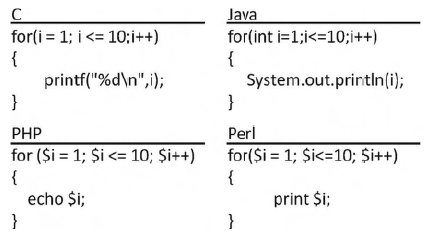 C
for(i = 1; i <= 10;i++)
{
printf("%d\n",i);
}
Java
for(int i=1;i<=10;i++)
{
System.out.println(i);
}
PHP
for ($i = 1; $i <= 10; $i++)
{
echo $i;
}
Perl
for($i = 1; $i<=10; $i++)
{
print $i;
}